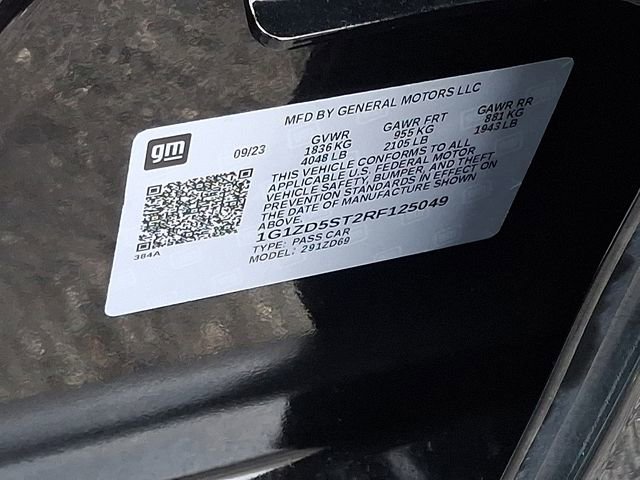 MFD BY GENERAL MOTORS LLC
gm
09/23
GVWR GAWR FRT GAWR RR
1836 KG 955 KG 881 KG
4048 LB 2105 LB 1943 LB
THIS VEHICLE CONFORMS TO ALL
APPLICABLE U.S. FEDERAL MOTOR
VEHICLE SAFETY, BUMPER, AND THEFT
PREVENTION STANDARDS IN EFFECT ON
THE DATE OF MANUFACTURE SHOWN
ABOVE.
1G1ZD5ST2RF125049
TYPE: PASS CAR
MODEL: 291ZD69
384A